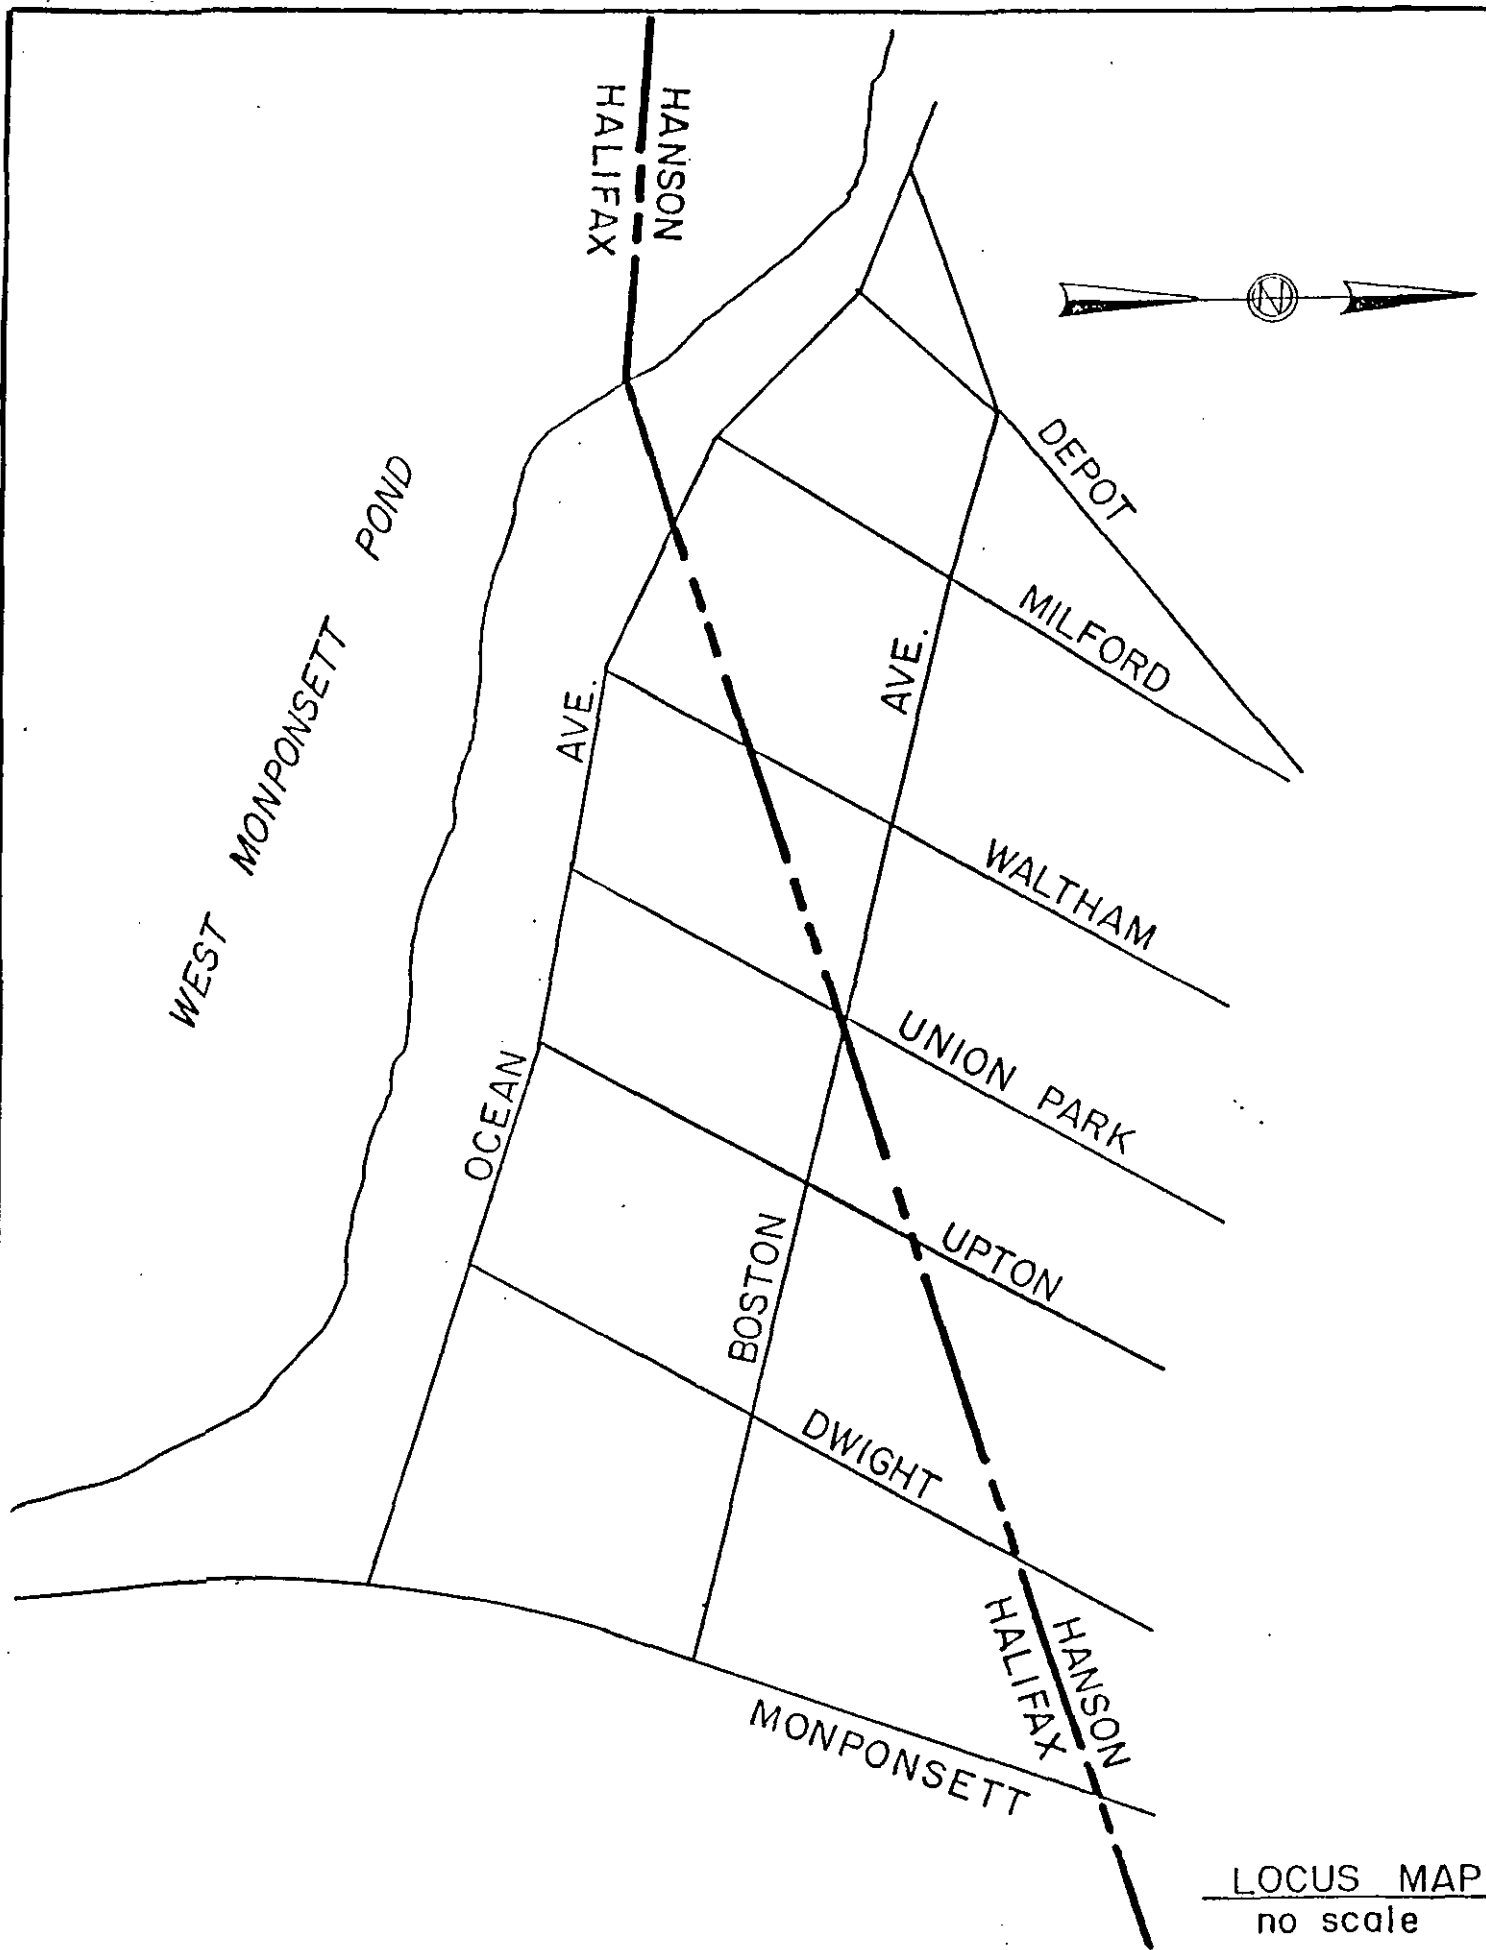 HANSON
HALIFAX
N
DEPOT
MILFORD
WEST MONPONSETT POND
OCEAN AVE.
BOSTON AVE.
WALTHAM
UNION PARK
UPTON
DWIGHT
HANSON
HALIFAX
MONPONSETT
LOCUS MAP
no scale